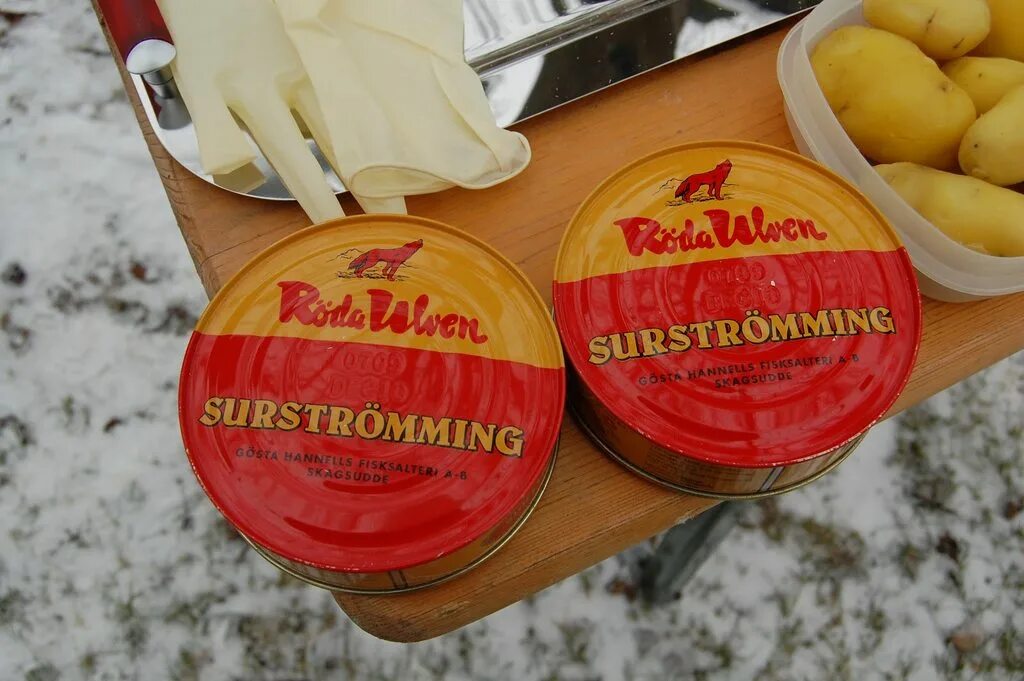 Röda Ulven
SURSTRÖMMING
GÖSTA HANNELLS FISKSALTERI A-B
SKAGSUDDE
Röda Ulven
SURSTRÖMMING
GÖSTA HANNELLS FISKSALTERI A-B
SKAGSUDDE